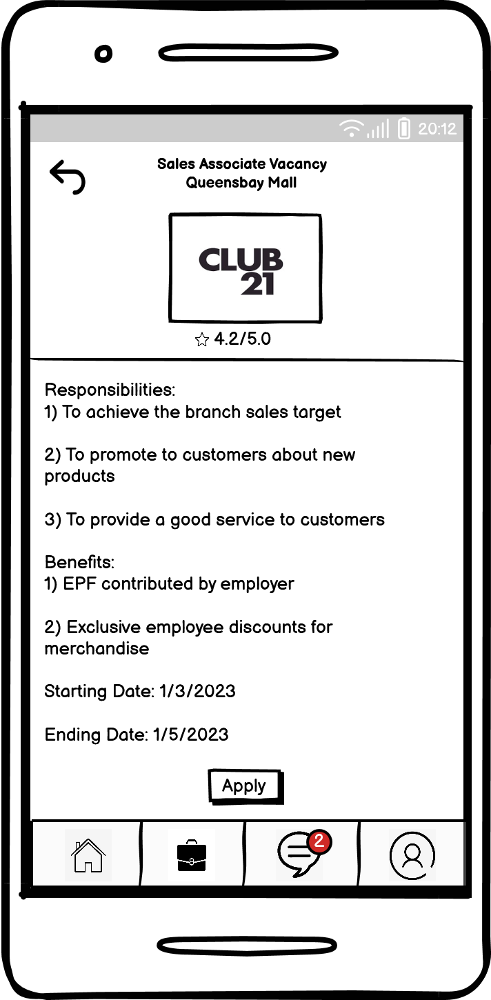 20:12
Sales Associate Vacancy
Queensbay Mall
CLUB
21
4.2/5.0
Responsibilities:
1) To achieve the branch sales target
2) To promote to customers about new
products
3) To provide a good service to customers
Benefits:
1) EPF contributed by employer
2) Exclusive employee discounts for
merchandise
Starting Date: 1/3/2023
Ending Date: 1/5/2023
Apply
2